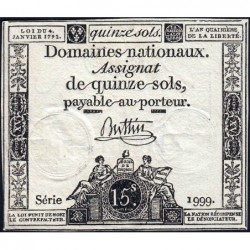 LOI DU 4. JANVIER 1792.
quinze sols.
L'AN QUATRIÈME DE LA LIBERTÉ.
Domaines nationaux.
Assignat
de quinze sols,
payable au porteur.
Buttin
Série
15.s
1999.
LA LOI PUNIT DE MORT LE CONTREFACTEUR.
LA NATION RÉCOMPENSE LE DÉNONCIATEUR.